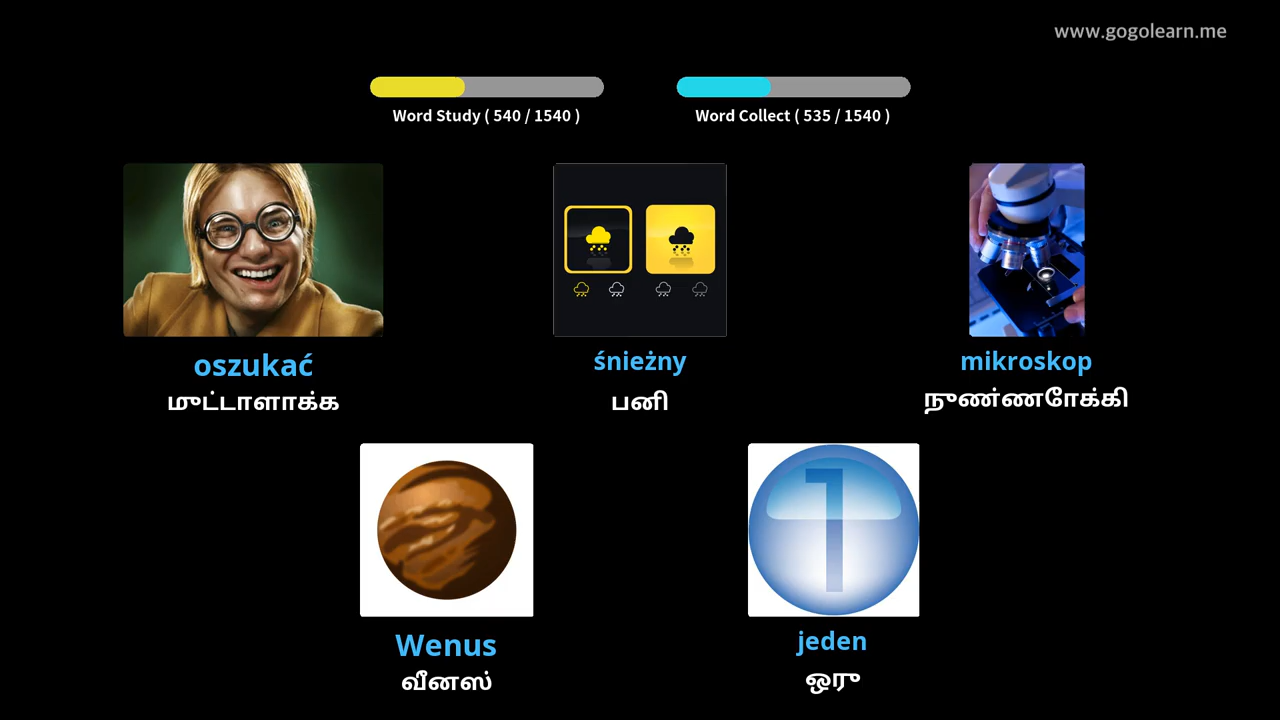 www.gogolearn.me
Word Study ( 540 / 1540 )
Word Collect ( 535 / 1540 )
oszukać
முட்டாளாக்க
śnieżny
பனி
mikroskop
நுண்ணோக்கி
Wenus
வீனஸ்
jeden
ஒரு
1